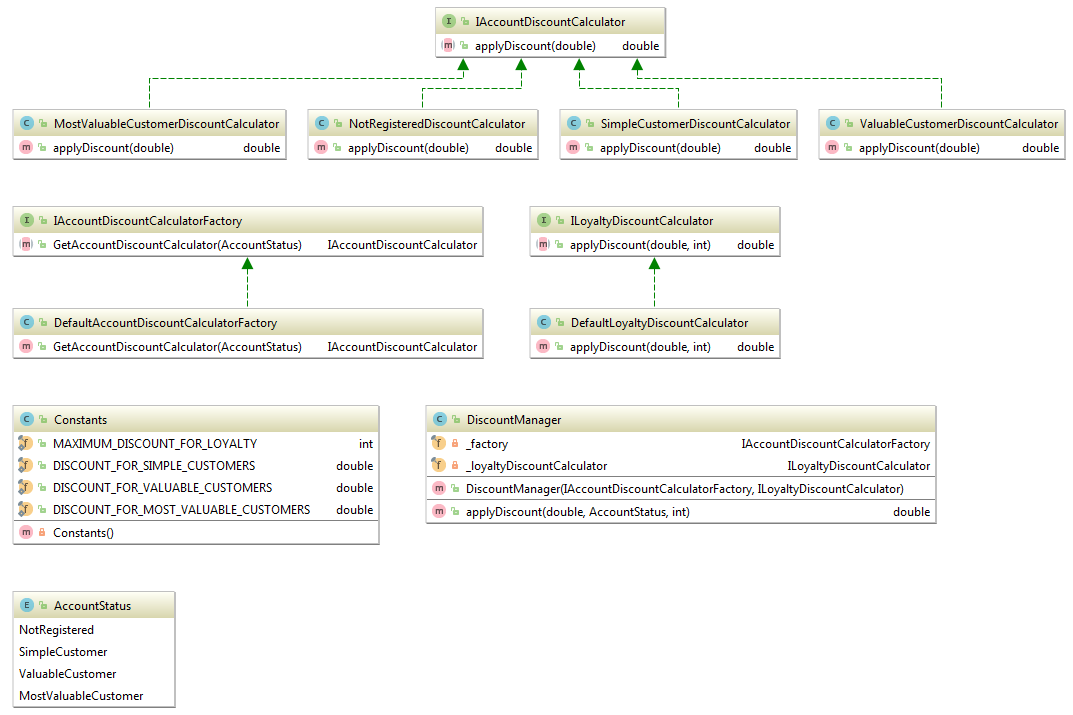 I IAccountDiscountCalculator
m applyDiscount(double) double
C MostValuableCustomerDiscountCalculator
m applyDiscount(double) double
C NotRegisteredDiscountCalculator
m applyDiscount(double) double
C SimpleCustomerDiscountCalculator
m applyDiscount(double) double
C ValuableCustomerDiscountCalculator
m applyDiscount(double) double
I IAccountDiscountCalculatorFactory
m GetAccountDiscountCalculator(AccountStatus) IAccountDiscountCalculator
I ILoyaltyDiscountCalculator
m applyDiscount(double, int) double
C DefaultAccountDiscountCalculatorFactory
m GetAccountDiscountCalculator(AccountStatus) IAccountDiscountCalculator
C DefaultLoyaltyDiscountCalculator
m applyDiscount(double, int) double
C Constants
f MAXIMUM_DISCOUNT_FOR_LOYALTY int
f DISCOUNT_FOR_SIMPLE_CUSTOMERS double
f DISCOUNT_FOR_VALUABLE_CUSTOMERS double
f DISCOUNT_FOR_MOST_VALUABLE_CUSTOMERS double
m Constants()
C DiscountManager
f _factory IAccountDiscountCalculatorFactory
f _loyaltyDiscountCalculator ILoyaltyDiscountCalculator
m DiscountManager(IAccountDiscountCalculatorFactory, ILoyaltyDiscountCalculator)
m applyDiscount(double, AccountStatus, int) double
E AccountStatus
NotRegistered
SimpleCustomer
ValuableCustomer
MostValuableCustomer